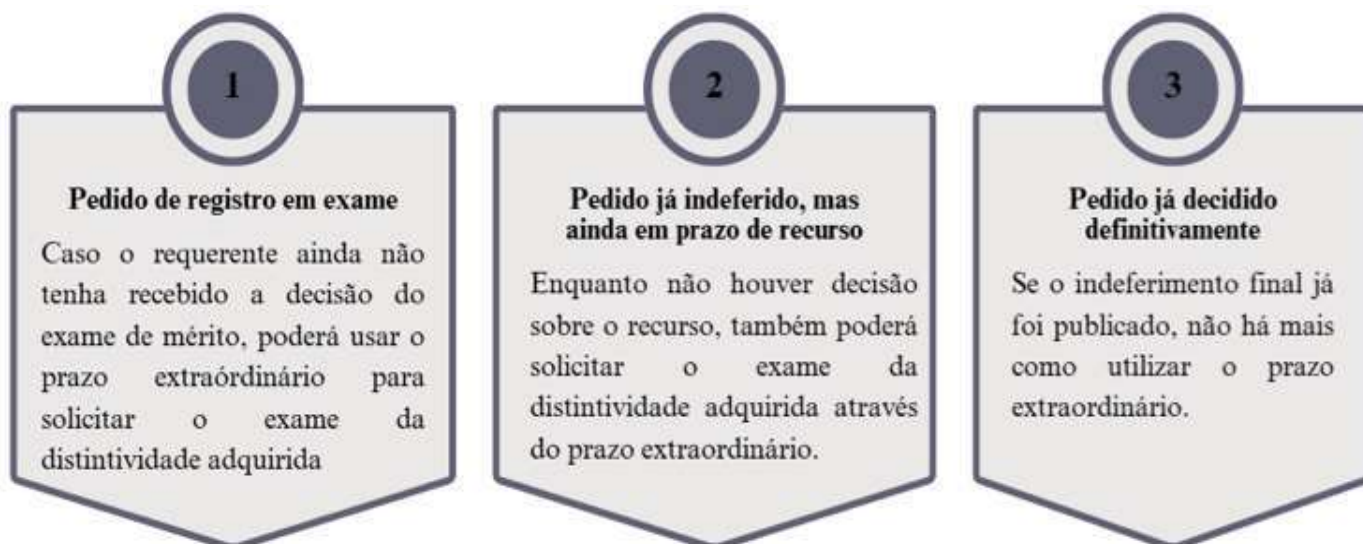 1
Pedido de registro em exame
Caso o requerente ainda não
tenha recebido a decisão do
exame de mérito, poderá usar o
prazo extraórdinário para
solicitar o exame da
distintividade adquirida
2
Pedido já indeferido, mas
ainda em prazo de recurso
Enquanto não houver decisão
sobre o recurso, também poderá
solicitar o exame da
distintividade adquirida através
do prazo extraordinário.
3
Pedido já decidido
definitivamente
Se o indeferimento final já
foi publicado, não há mais
como utilizar o prazo
extraordinário.